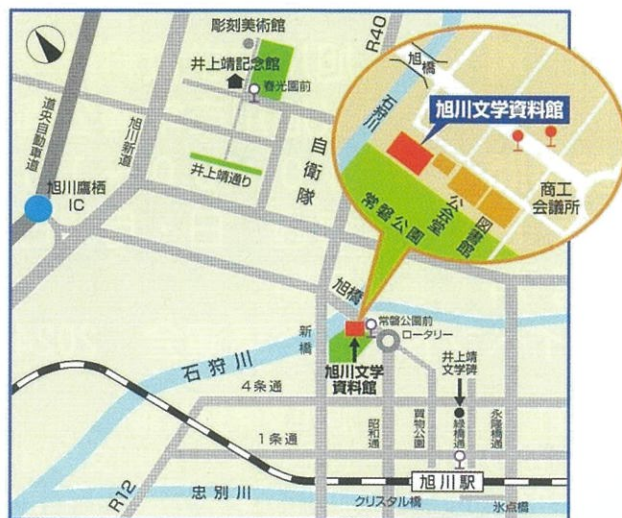 彫刻美術館
井上靖記念館
春光園前
R40
道央自動車道
旭川新道
井上靖通り
自衛隊
旭川鷹栖
IC
旭橋
石狩川
旭川文学資料館
常磐公園
公会堂
図書館
商工
会議所
旭橋
新橋
常磐公園前
ロータリー
旭川文学
資料館
井上靖
文学碑
石狩川
4条通
1条通
昭和通
買物公園
緑橋通
永隆橋通
旭川駅
R12
忠別川
クリスタル橋
氷点橋